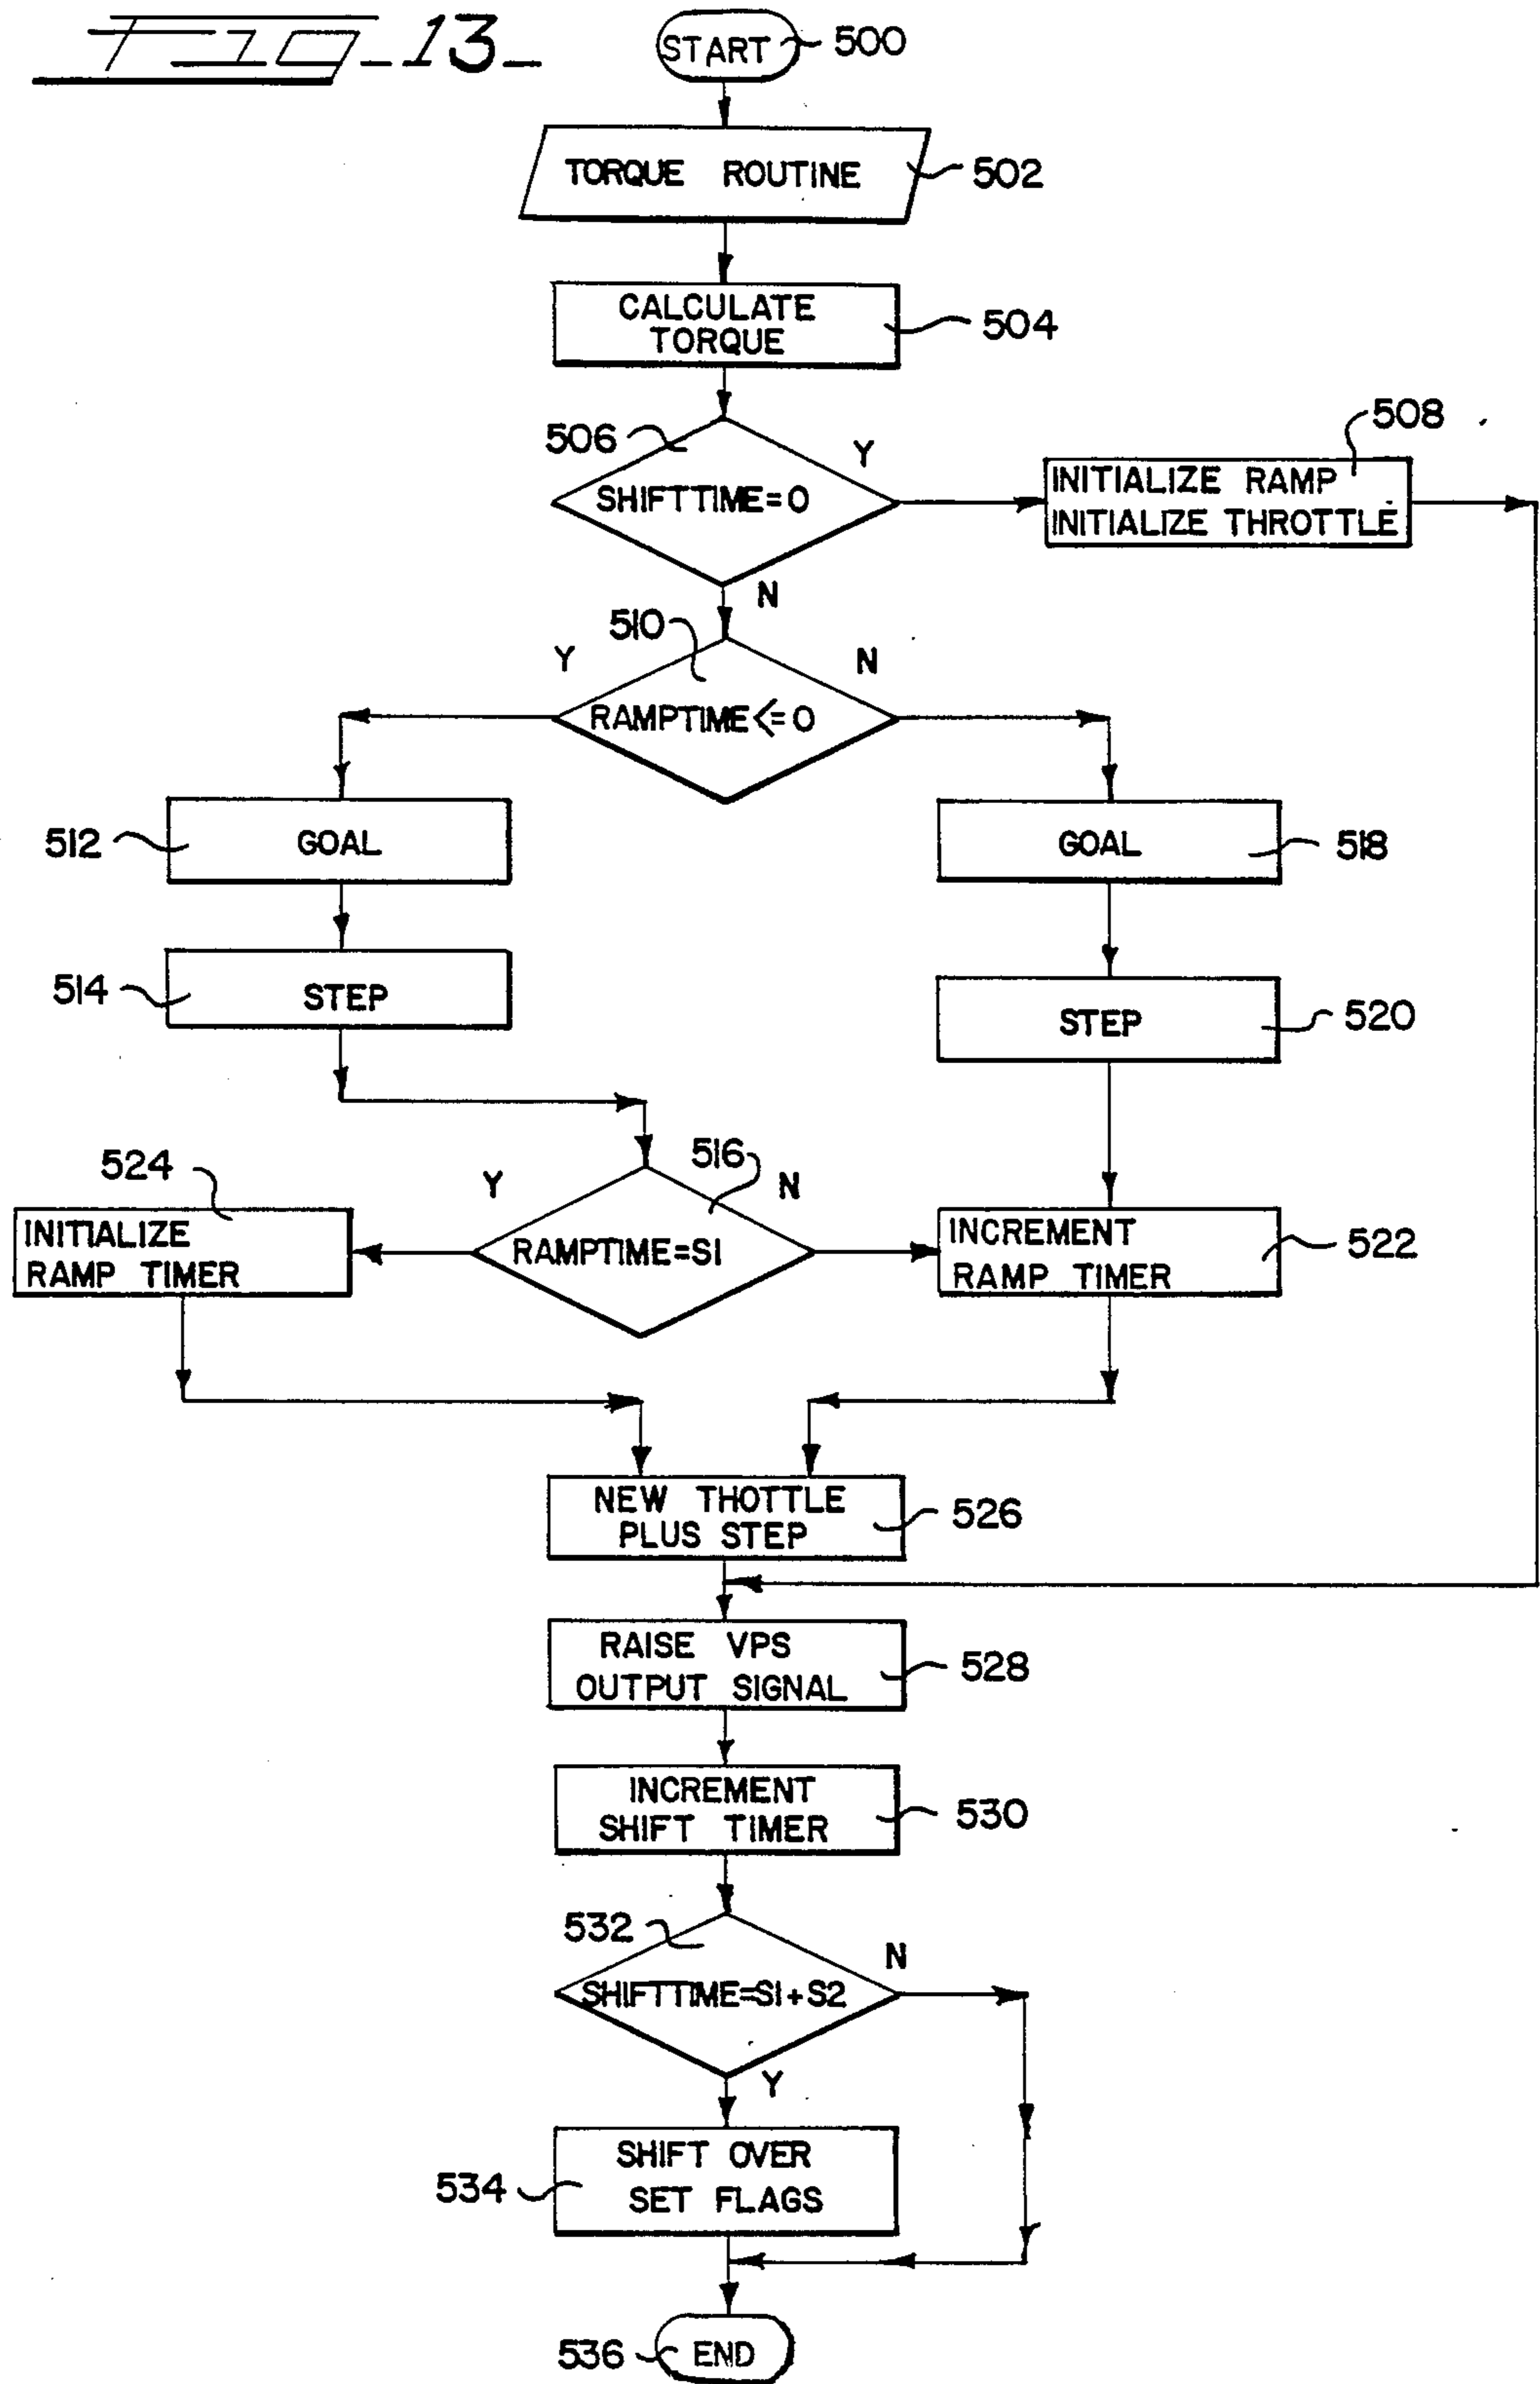 FIG_13_
START 500
TORQUE ROUTINE 502
CALCULATE
TORQUE
504
506
SHIFTTIME=0
Y
N
508
INITIALIZE RAMP
INITIALIZE THROTTLE
510
Y
N
RAMPTIME<=0
512
GOAL
GOAL
518
514
STEP
STEP
520
516
Y
N
RAMPTIME=S1
524
INITIALIZE
RAMP TIMER
INCREMENT
RAMP TIMER
522
NEW THOTTLE
PLUS STEP
526
RAISE VPS
OUTPUT SIGNAL
528
INCREMENT
SHIFT TIMER
530
532
N
SHIFTTIME=S1+S2
Y
SHIFT OVER
SET FLAGS
534
536
END